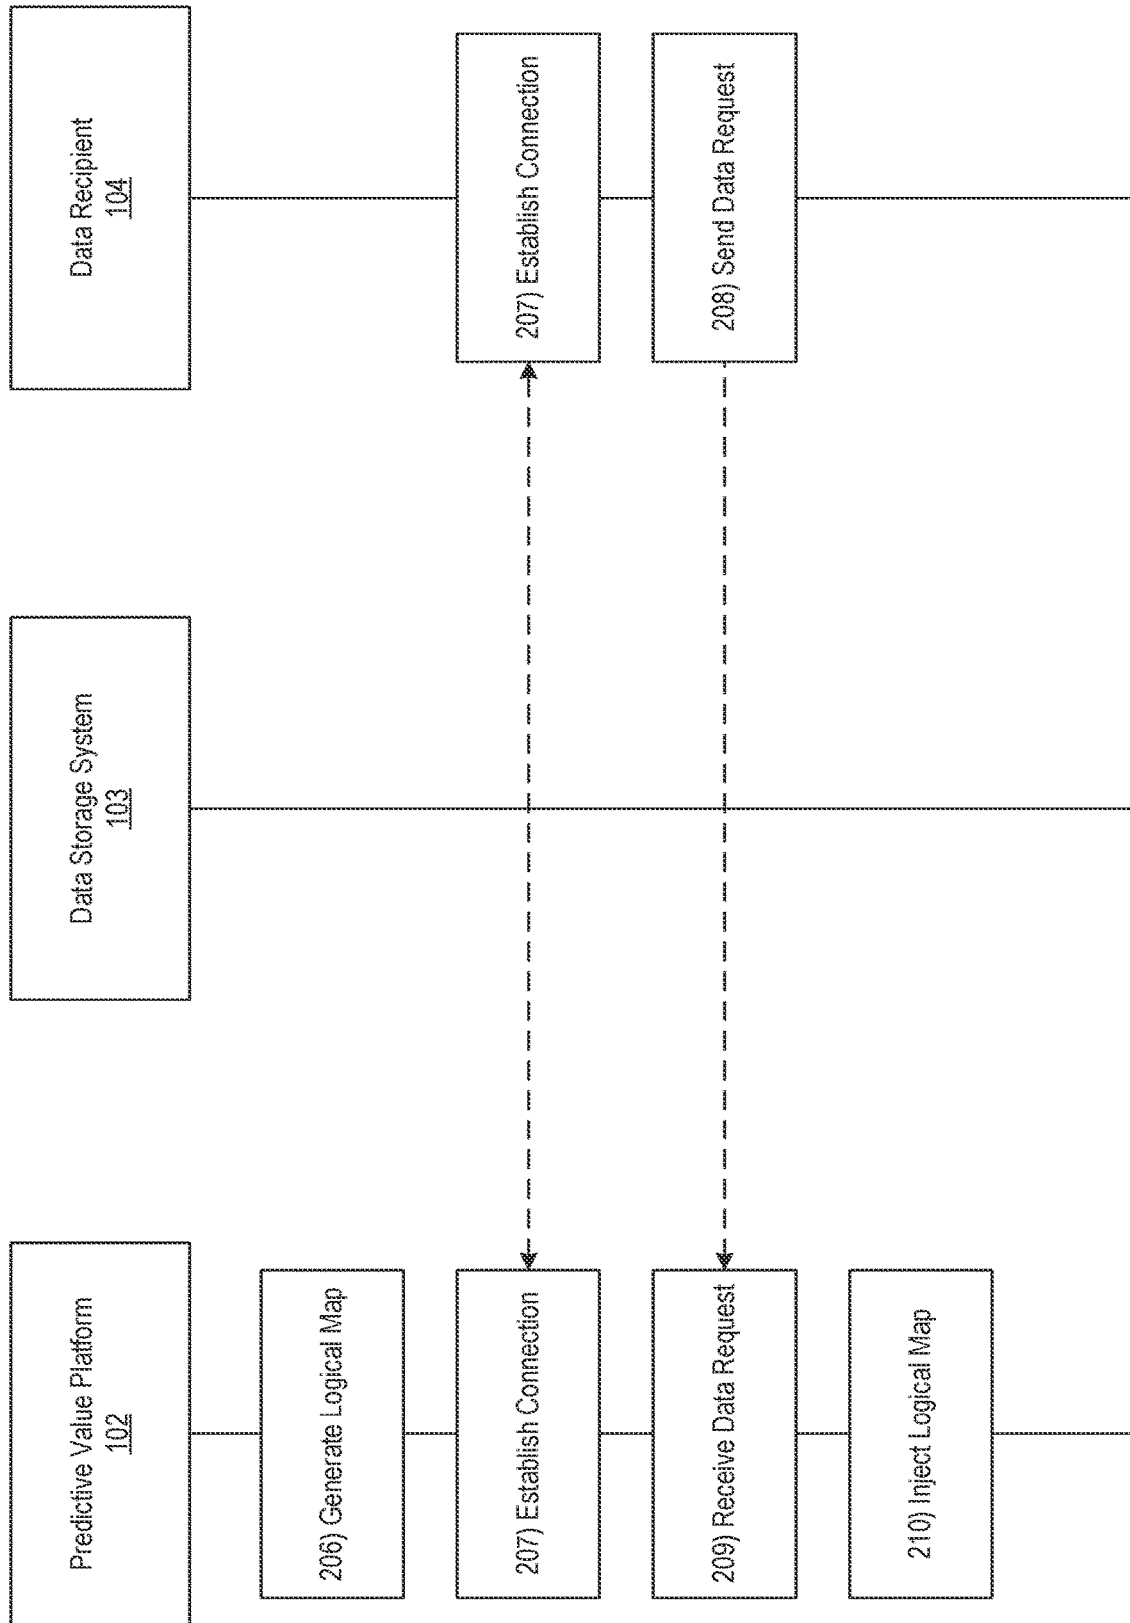 Predictive Value Platform
102
Data Storage System
103
Data Recipient
104
206) Generate Logical Map
207) Establish Connection
207) Establish Connection
209) Receive Data Request
208) Send Data Request
210) Inject Logical Map